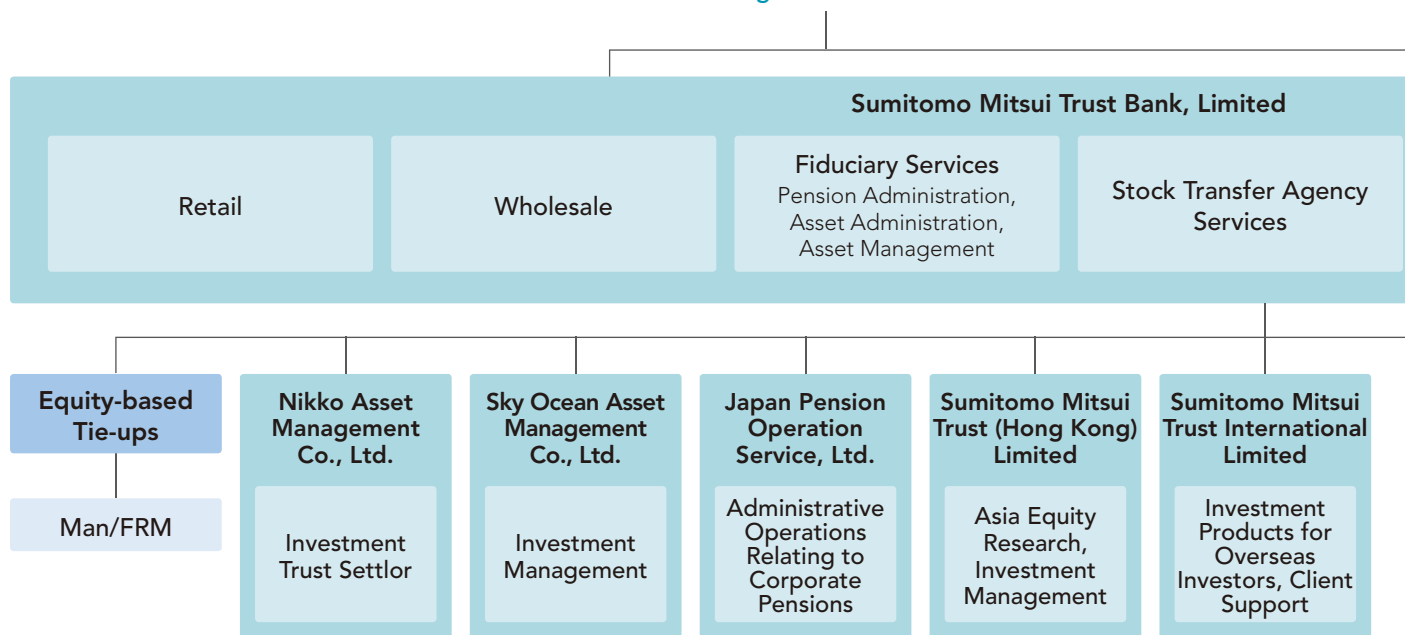 Sumitomo Mitsui Trust Bank, Limited
Retail
Wholesale
Fiduciary Services
Pension Administration,
Asset Administration,
Asset Management
Stock Transfer Agency
Services
Equity-based
Tie-ups
Man/FRM
Nikko Asset
Management
Co., Ltd.
Investment
Trust Settlor
Sky Ocean Asset
Management
Co., Ltd.
Investment
Management
Japan Pension
Operation
Service, Ltd.
Administrative
Operations
Relating to
Corporate
Pensions
Sumitomo Mitsui
Trust (Hong Kong)
Limited
Asia Equity
Research,
Investment
Management
Sumitomo Mitsui
Trust International
Limited
Investment
Products for
Overseas
Investors, Client
Support